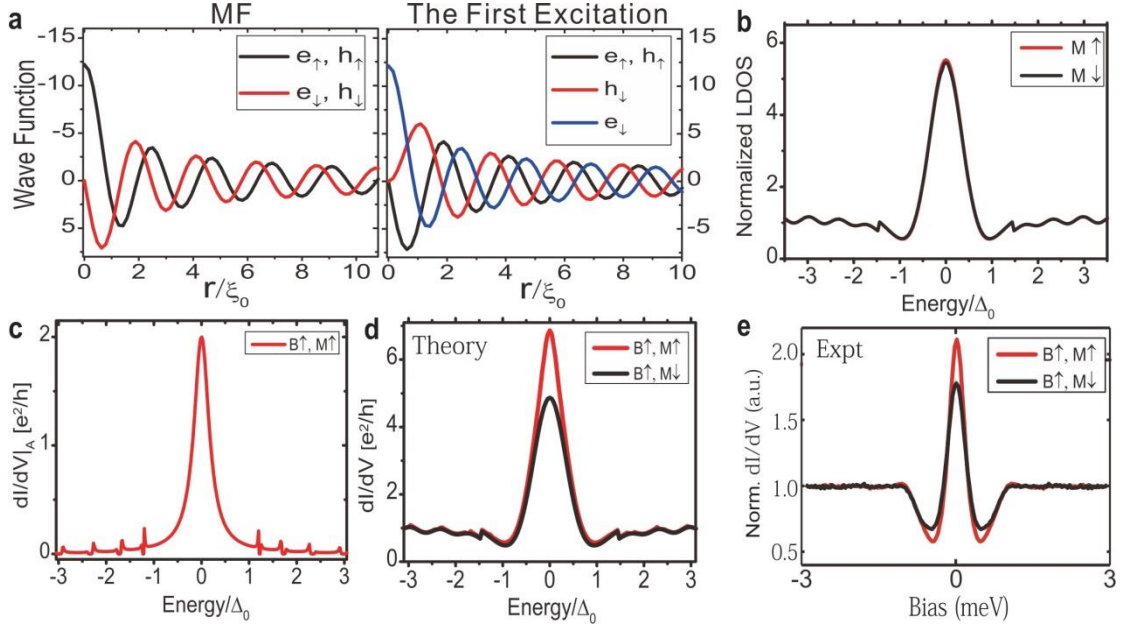 a
MF
The First Excitation
-15
-10
-5
0
5
Wave Function
e↑, h↑
e↓, h↓
0 2 4 6 8 10
r/ξ₀
e↑, h↑
h↓
e↓
15
10
5
0
-5
0 2 4 6 8 10
r/ξ₀
b
Normalized LDOS
6
4
2
0
M↑
M↓
-3 -2 -1 0 1 2 3
Energy/Δ₀
c
dI/dV|A [e²/h]
2
1
0
B↑, M↑
-3 -2 -1 0 1 2 3
Energy/Δ₀
d
Theory
dI/dV [e²/h]
6
4
2
0
B↑, M↑
B↑, M↓
-3 -2 -1 0 1 2 3
Energy/Δ₀
e
Expt
Norm. dI/dV (a.u.)
2.0
1.5
1.0
0.5
B↑, M↑
B↑, M↓
-3 0 3
Bias (meV)